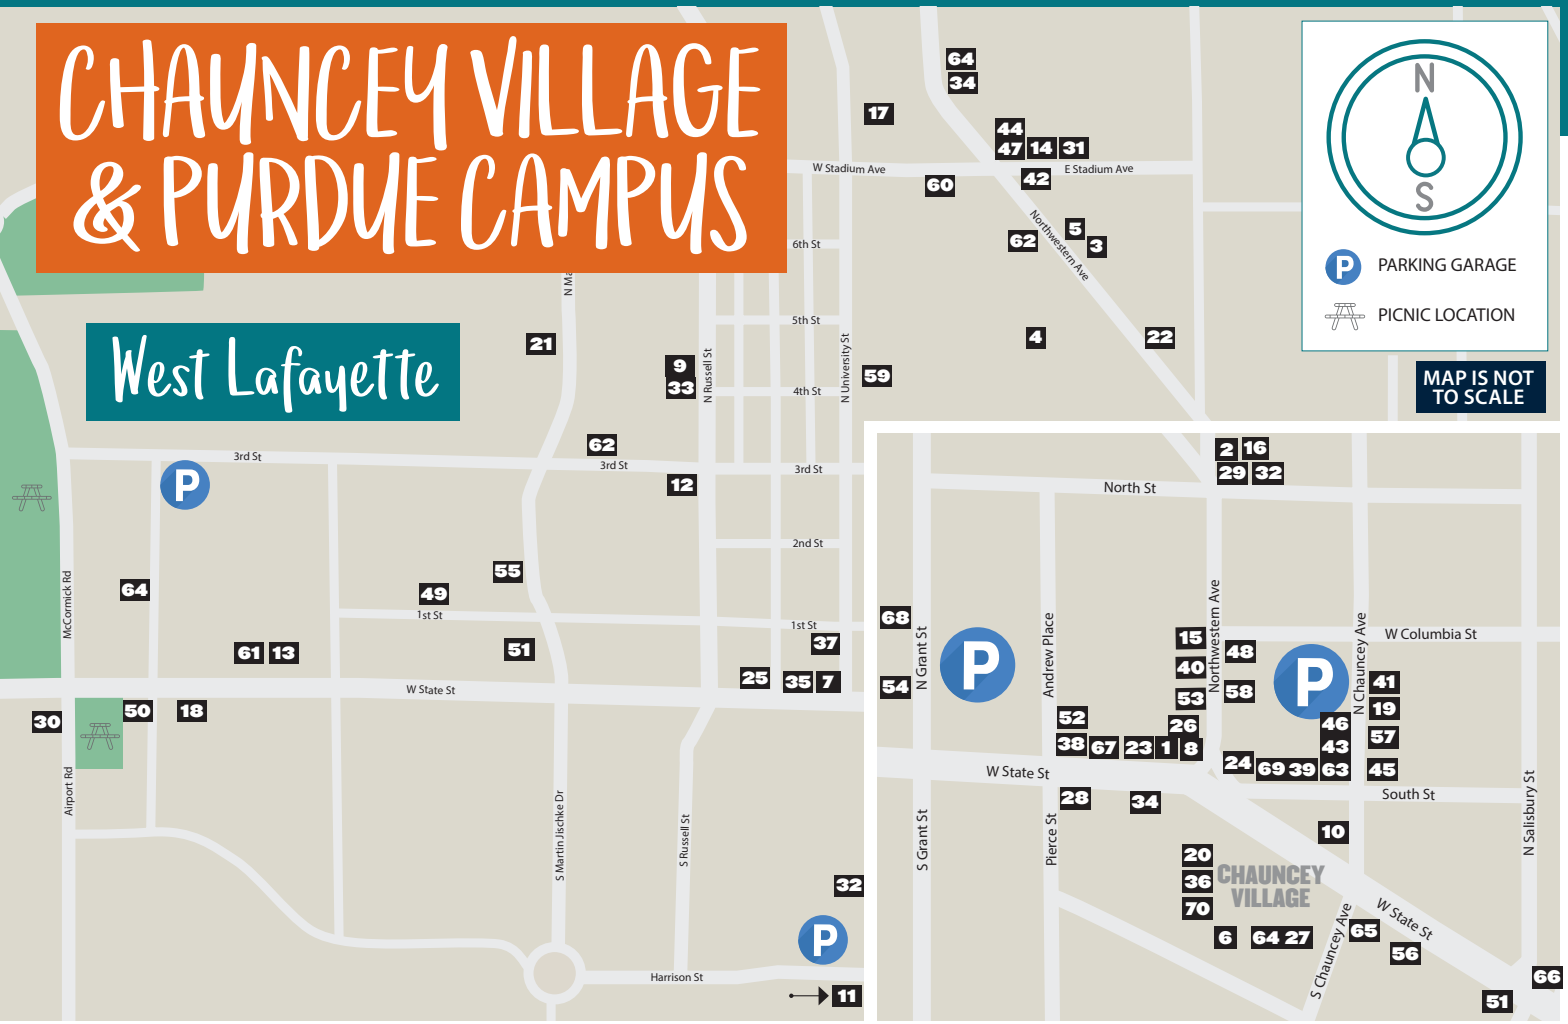 CHAUNCEY VILLAGE
& PURDUE CAMPUS
West Lafayette
N
S
P PARKING GARAGE
PICNIC LOCATION
MAP IS NOT
TO SCALE
64
34
17
44
47 14 31
W Stadium Ave
E Stadium Ave
60
42
Northwestern Ave
5
62
3
6th St
N Ma
5th St
21
4
22
9
33
N Russell St
N University St
59
4th St
62
3rd St
3rd St
3rd St
P
12
2nd St
55
64
49
1st St
1st St
McCormick Rd
37
61 13
51
25
35 7
W State St
30
50
18
Airport Rd
S Martin Jischke Dr
S Russell St
32
P
Harrison St
11
2 16
29 32
North St
68
N Grant St
P
Andrew Place
15
Northwestern Ave
48
P
N Chauncey Ave
W Columbia St
40
54
53
58
41
19
52
26
46
57
38 67 23 1 8
43
24 69 39 63
45
W State St
28
34
South St
S Grant St
Pierce St
10
N Salisbury St
20
36
70
CHAUNCEY
VILLAGE
6
64 27
S Chauncey Ave
65
W State St
56
66
51